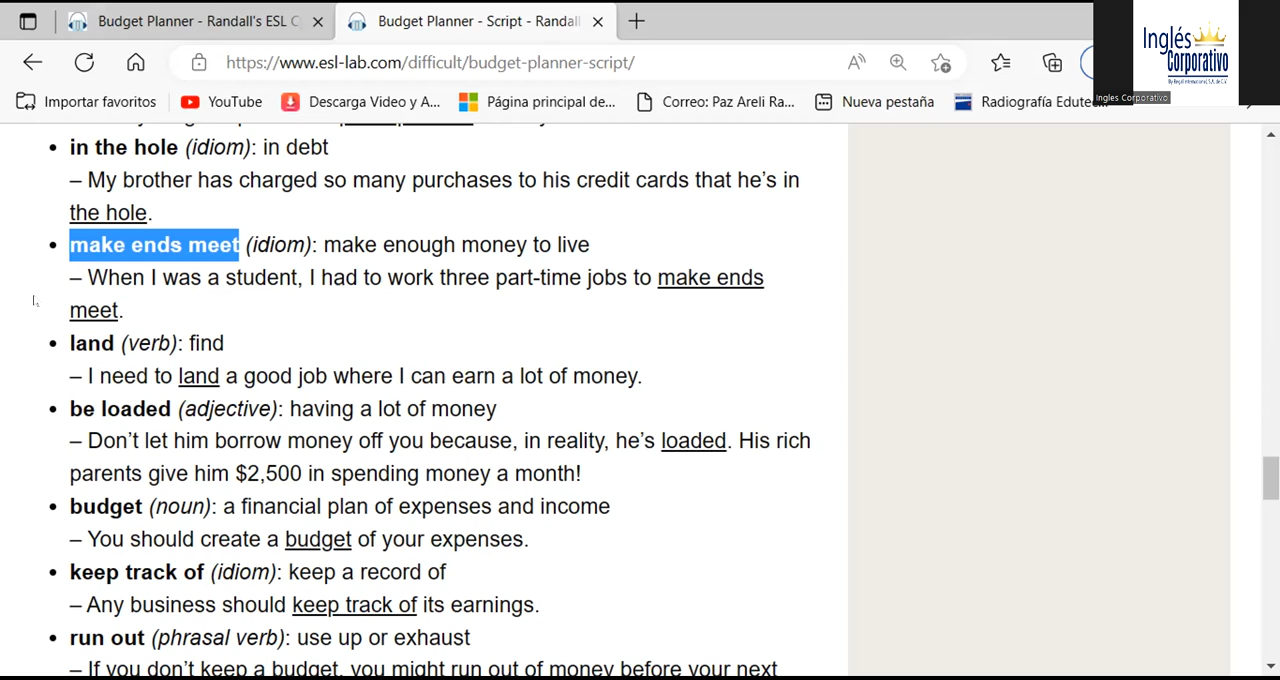 Budget Planner - Randall's ESL C
Budget Planner - Script - Randall
https://www.esl-lab.com/difficult/budget-planner-script/
Importar favoritos
YouTube
Descarga Video y A...
Página principal de...
Correo: Paz Areli Ra...
Nueva pestaña
Radiografía Edutec...
Inglés
Corporativo
Ingles Corporativo
• in the hole (idiom): in debt
– My brother has charged so many purchases to his credit cards that he’s in
the hole.
• make ends meet (idiom): make enough money to live
– When I was a student, I had to work three part-time jobs to make ends
meet.
• land (verb): find
– I need to land a good job where I can earn a lot of money.
• be loaded (adjective): having a lot of money
– Don’t let him borrow money off you because, in reality, he’s loaded. His rich
parents give him $2,500 in spending money a month!
• budget (noun): a financial plan of expenses and income
– You should create a budget of your expenses.
• keep track of (idiom): keep a record of
– Any business should keep track of its earnings.
• run out (phrasal verb): use up or exhaust
– If you don’t keep a budget, you might run out of money before your next